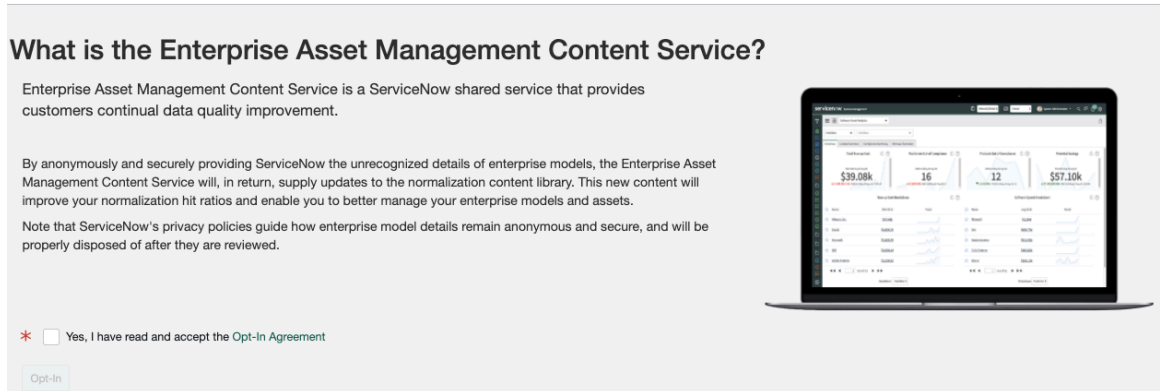 What is the Enterprise Asset Management Content Service?
Enterprise Asset Management Content Service is a ServiceNow shared service that provides
customers continual data quality improvement.
By anonymously and securely providing ServiceNow the unrecognized details of enterprise models, the Enterprise Asset
Management Content Service will, in return, supply updates to the normalization content library. This new content will
improve your normalization hit ratios and enable you to better manage your enterprise models and assets.
Note that ServiceNow's privacy policies guide how enterprise model details remain anonymous and secure, and will be
properly disposed of after they are reviewed.
servicenow
$39.08k
16
12
$57.10k
* Yes, I have read and accept the Opt-In Agreement
Opt-In